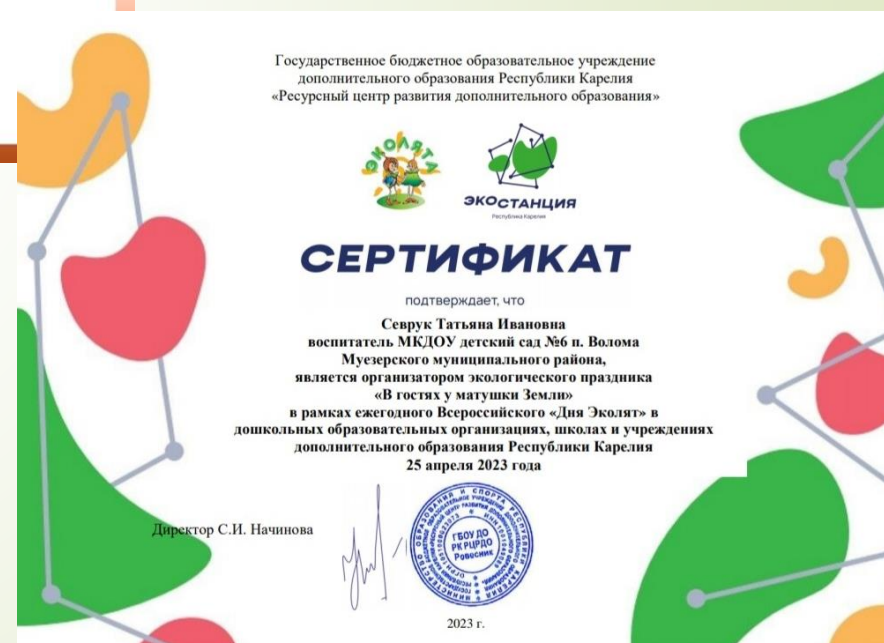 Государственное бюджетное образовательное учреждение
дополнительного образования Республики Карелия
«Ресурсный центр развития дополнительного образования»
ЭКОЛЯТА
ЭКОСТАНЦИЯ
Республика Карелия
СЕРТИФИКАТ
подтверждает, что
Севрук Татьяна Ивановна
воспитатель МКДОУ детский сад №6 п. Волома
Муезерского муниципального района,
является организатором экологического праздника
«В гостях у матушки Земли»
в рамках ежегодного Всероссийского «Дня Эколят» в
дошкольных образовательных организациях, школах и учреждениях
дополнительного образования Республики Карелия
25 апреля 2023 года
Директор С.И. Начинова
ГБОУ ДО
РК РЦРДО
Ровесник
2023 г.